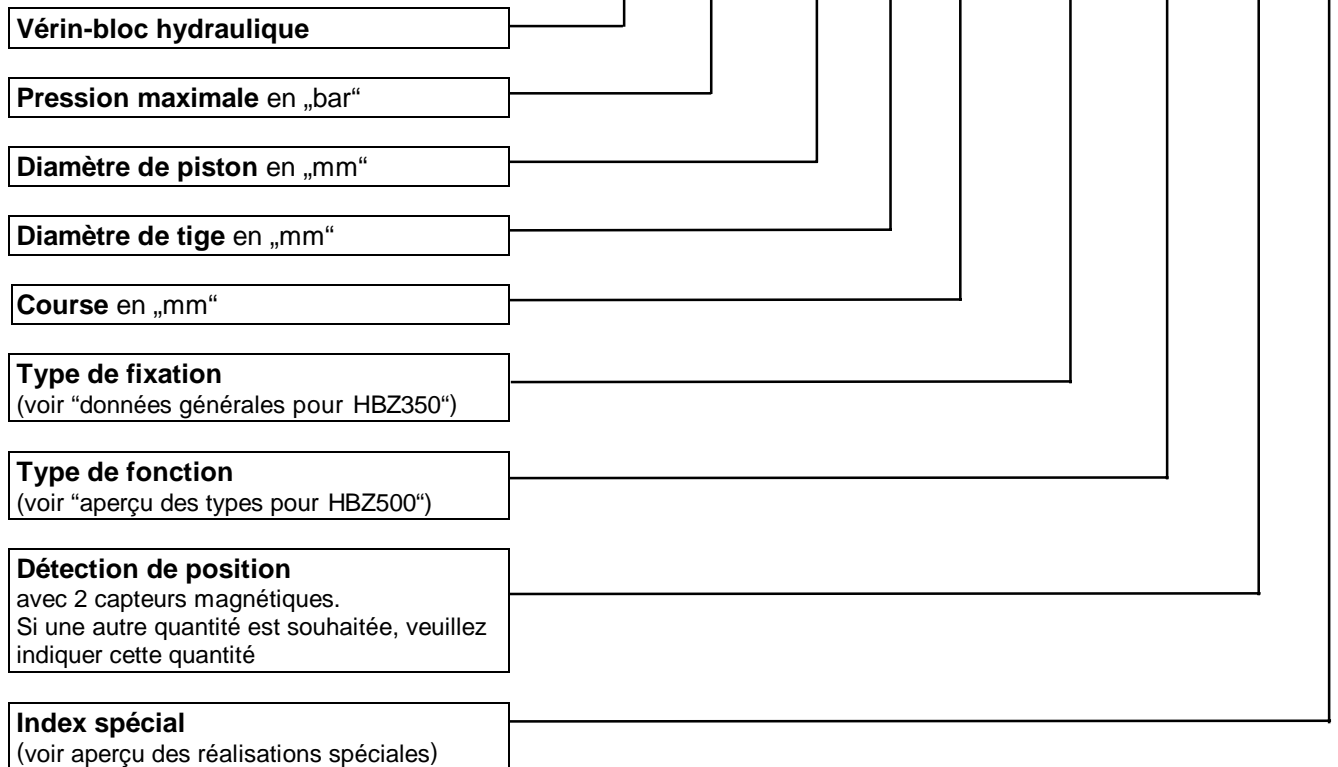 Vérin-bloc hydraulique
Pression maximale en „bar“
Diamètre de piston en „mm“
Diamètre de tige en „mm“
Course en „mm“
Type de fixation
(voir “données générales pour HBZ350“)
Type de fonction
(voir “aperçu des types pour HBZ500“)
Détection de position
avec 2 capteurs magnétiques.
Si une autre quantité est souhaitée, veuillez
indiquer cette quantité
Index spécial
(voir aperçu des réalisations spéciales)